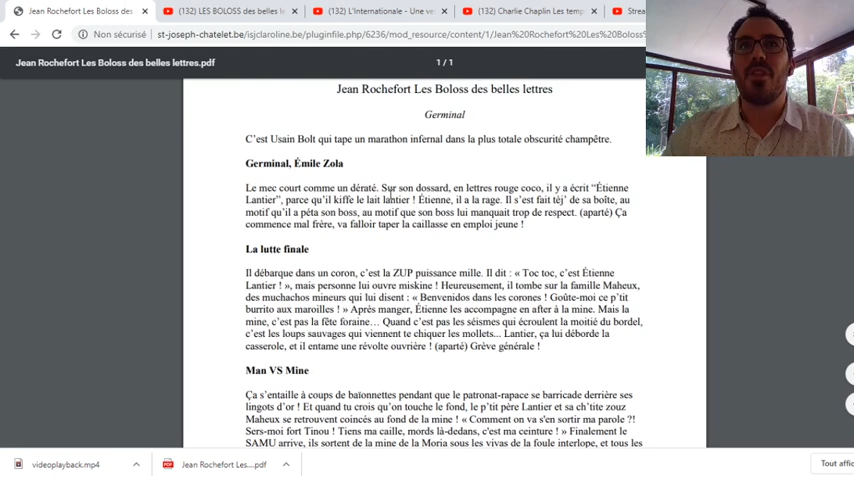 Jean Rochefort Les Boloss des
(132) LES BOLOSS des belles le
(132) L'Internationale - Une ve
(132) Charlie Chaplin Les temp
Strea
Non sécurisé
st-joseph-chatelet.be/isjclaroline.be/pluginfile.php/6236/mod_resource/content/1/Jean%20Rochefort%20Les%20Boloss%
Jean Rochefort Les Boloss des belles lettres.pdf
1 / 1
Jean Rochefort Les Boloss des belles lettres
Germinal
C’est Usain Bolt qui tape un marathon infernal dans la plus totale obscurité champêtre.
Germinal, Émile Zola
Le mec court comme un dératé. Sur son dossard, en lettres rouge coco, il y a écrit “Étienne
Lantier”, parce qu’il kiffe le lait lantier ! Étienne, il a la rage. Il s’est fait tèj’ de sa boîte, au
motif qu’il a péta son boss, au motif que son boss lui manquait trop de respect. (aparté) Ça
commence mal frère, va falloir taper la caillasse en emploi jeune !
La lutte finale
Il débarque dans un coron, c’est la ZUP puissance mille. Il dit : « Toc toc, c’est Étienne
Lantier ! », mais personne lui ouvre miskine ! Heureusement, il tombe sur la famille Maheux,
des muchachos mineurs qui lui disent : « Benvenidos dans les corones ! Goûte-moi ce p’tit
burrito aux maroilles ! » Après manger, Étienne les accompagne en after à la mine. Mais la
mine, c’est pas la fête foraine… Quand c’est pas les séismes qui écroulent la moitié du bordel,
c’est les loups sauvages qui viennent te chiquer les mollets... Lantier, ça lui déborde la
casserole, et il entame une révolte ouvrière ! (aparté) Grève générale !
Man VS Mine
Ça s’entaille à coups de baïonnettes pendant que le patronat-rapace se barricade derrière ses
lingots d’or ! Et quand tu crois qu’on touche le fond, le p’tit père Lantier et sa ch’tite zouz
Maheux se retrouvent coincés au fond de la mine ! « Comment on va s'en sortir ma parole ?!
Sers-moi fort Tinou ! Tiens ma caille, mords là-dedans, c'est ma ceinture ! » Finalement le
SAMU arrive, ils sortent de la mine de la Moria sous les vivas de la foule interlope, et tous les
videoplayback.mp4
Jean Rochefort Les....pdf
Tout affic